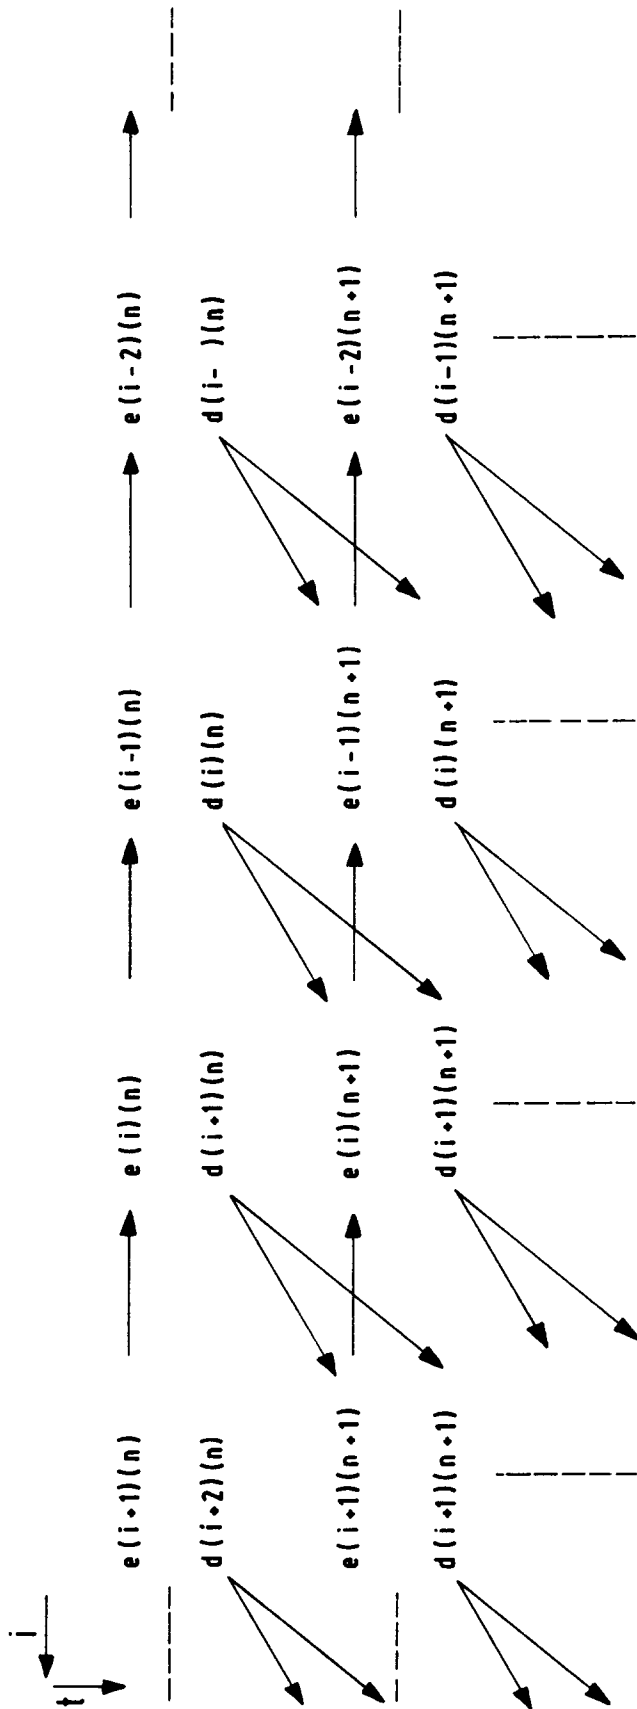 i
t
e(i+1)(n)
e(i)(n)
e(i-1)(n)
e(i-2)(n)
d(i+2)(n)
d(i+1)(n)
d(i)(n)
d(i- )(n)
e(i+1)(n+1)
e(i)(n+1)
e(i-1)(n+1)
e(i-2)(n+1)
d(i+1)(n+1)
d(i+1)(n+1)
d(i)(n+1)
d(i-1)(n+1)